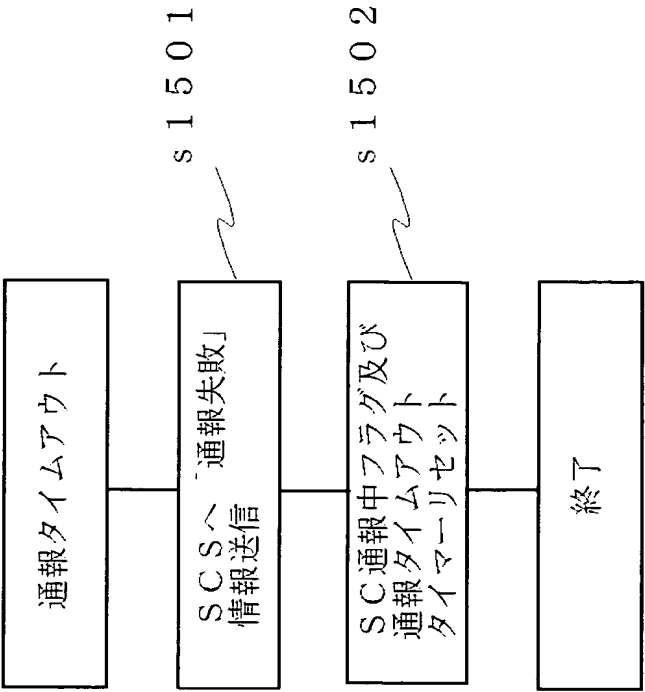 通報タイムアウト
SCSへ「通報失敗」
情報送信
s1501
SC通報中フラグ及び
通報タイムアウト
タイマーリセット
s1502
終了